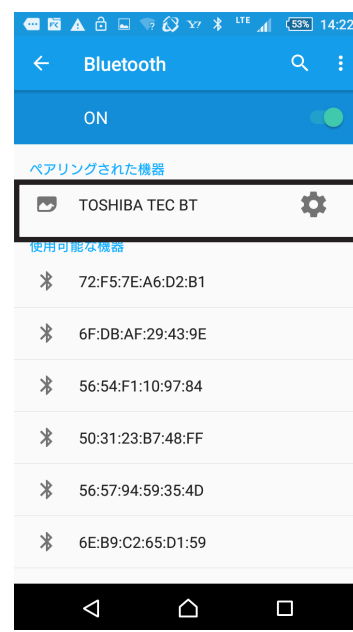 FK Y! LTE 53% 14:22
Bluetooth
ON
ペアリングされた機器
TOSHIBA TEC BT
使用可能な機器
72:F5:7E:A6:D2:B1
6F:DB:AF:29:43:9E
56:54:F1:10:97:84
50:31:23:B7:48:FF
56:57:94:59:35:4D
6E:B9:C2:65:D1:59